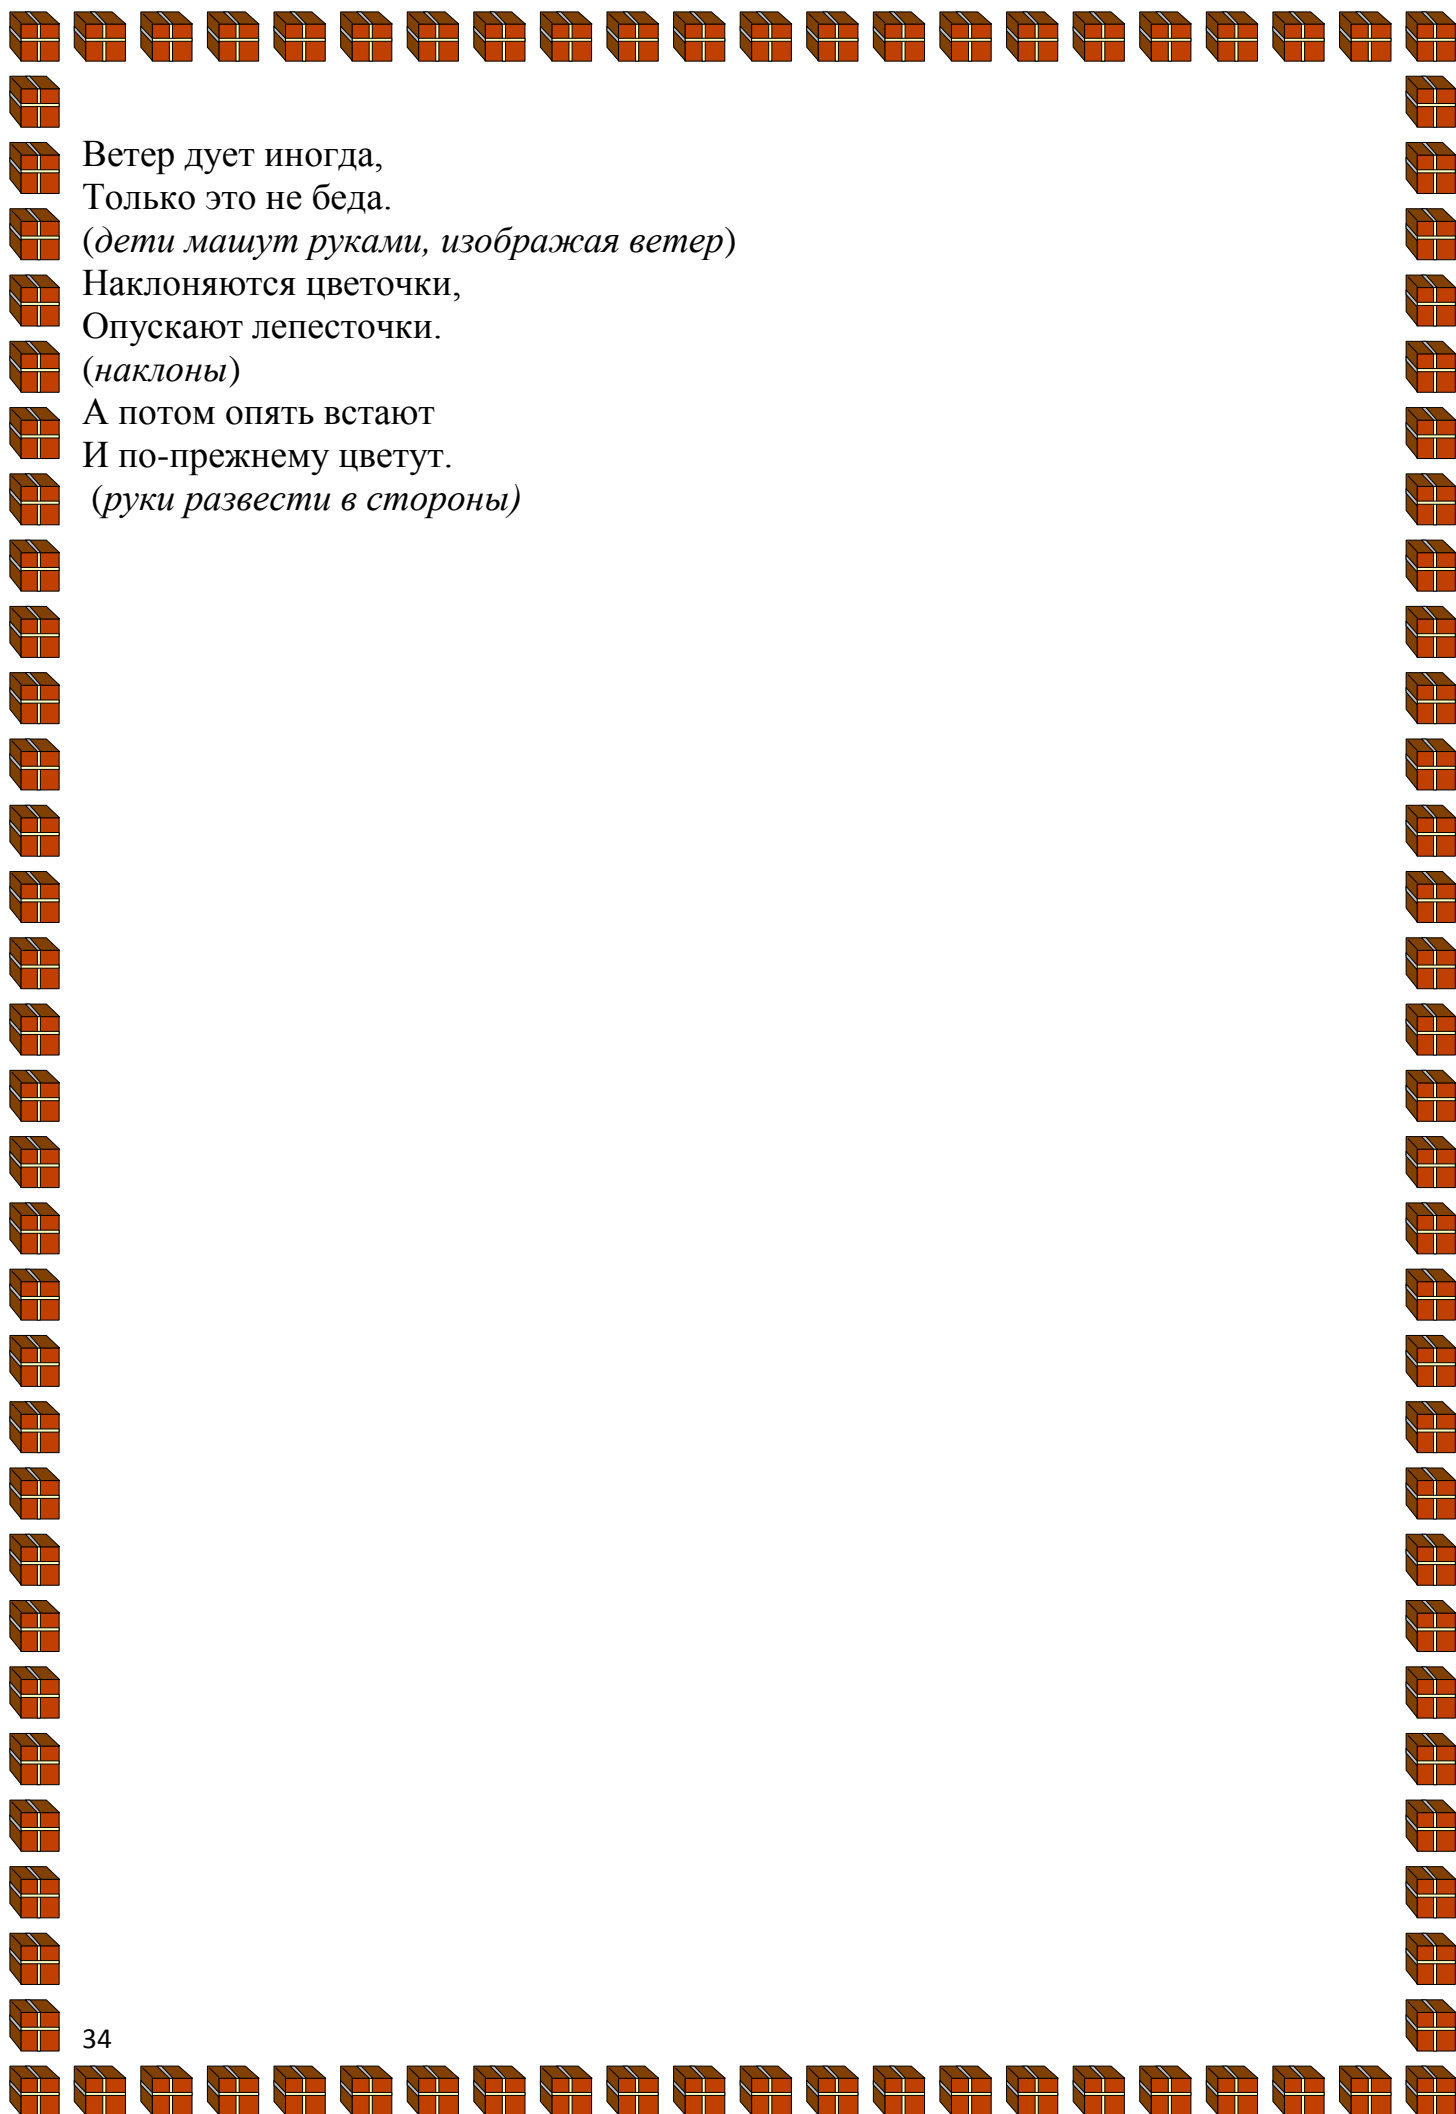 Ветер дует иногда,
Только это не беда.
(дети машут руками, изображая ветер)
Наклоняются цветочки,
Опускают лепесточки.
(наклоны)
А потом опять встают
И по-прежнему цветут.
(руки развести в стороны)
34